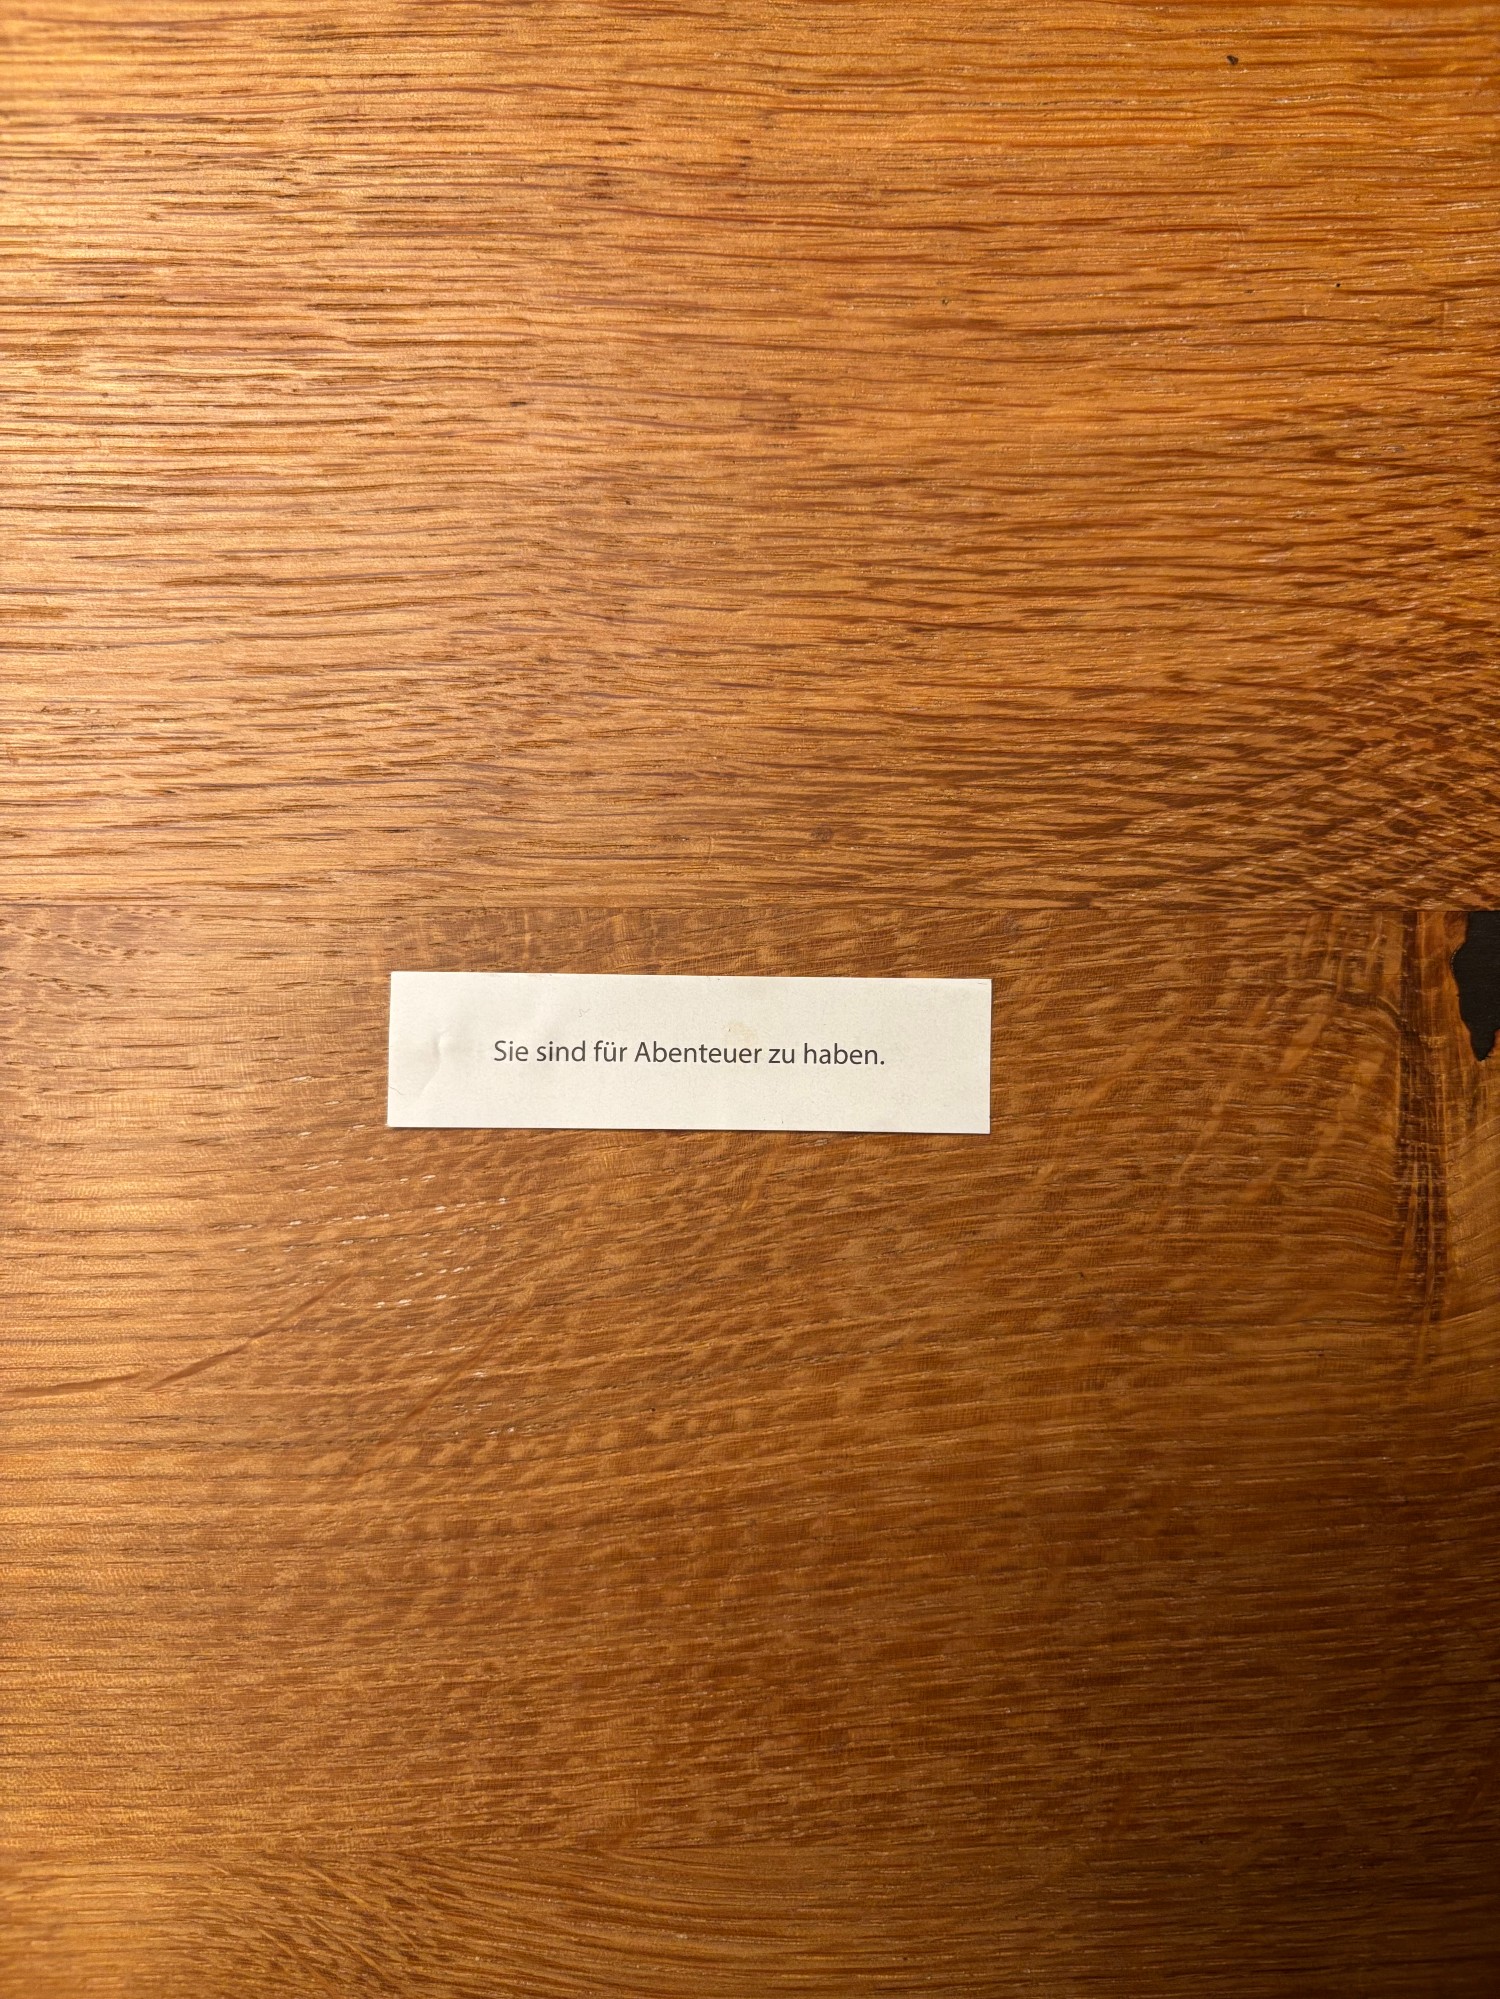 Sie sind für Abenteuer zu haben.